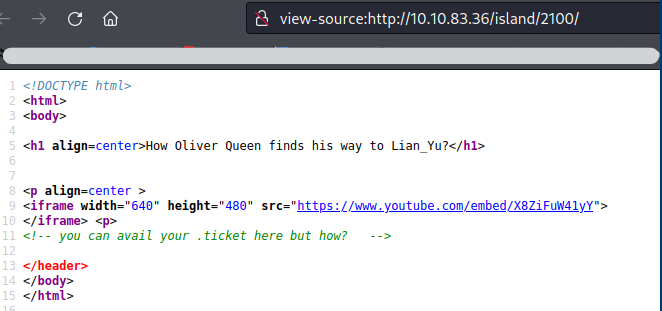 view-source:http://10.10.83.36/island/2100/
1 <!DOCTYPE html>
2 <html>
3 <body>
4
5 <h1 align=center>How Oliver Queen finds his way to Lian_Yu?</h1>
6
7
8 <p align=center >
9 <iframe width="640" height="480" src="https://www.youtube.com/embed/X8ZiFuW41yY">
10 </iframe> <p>
11 <!-- you can avail your .ticket here but how?   -->
12
13 </header>
14 </body>
15 </html>